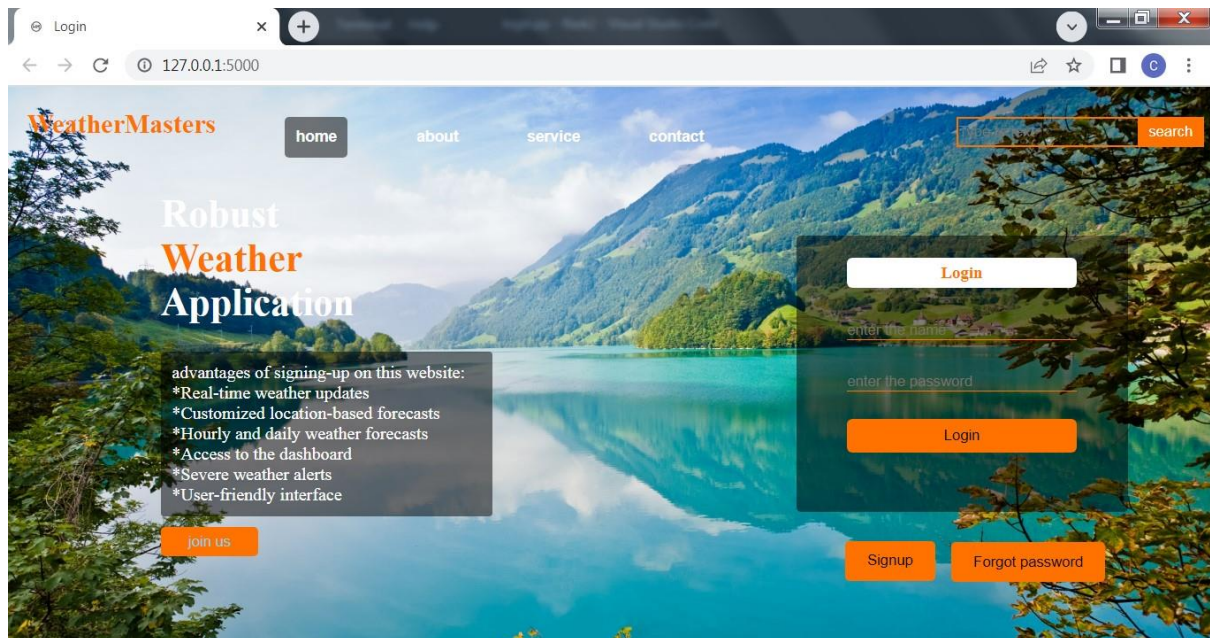 Login
127.0.0.1:5000
C
WeatherMasters
home
about
service
contact
search
Robust
Weather
Application
Login
enter the name
enter the password
Login
advantages of signing-up on this website:
*Real-time weather updates
*Customized location-based forecasts
*Hourly and daily weather forecasts
*Access to the dashboard
*Severe weather alerts
*User-friendly interface
join us
Signup
Forgot password